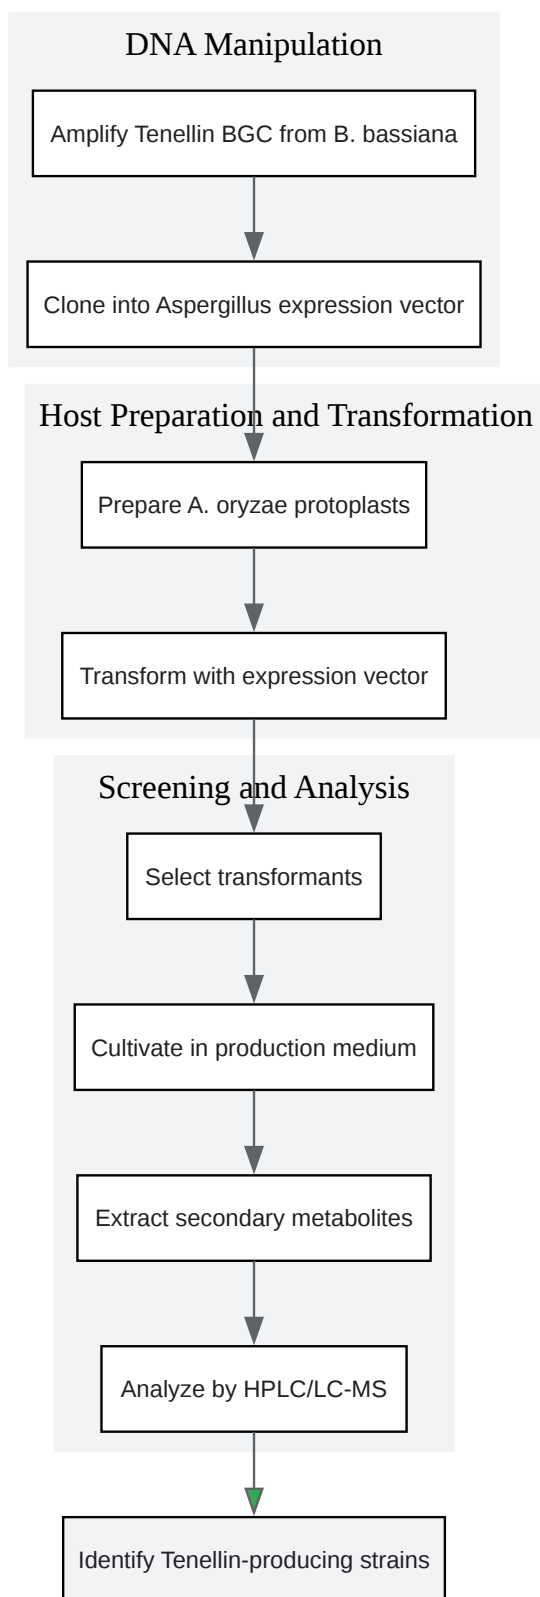 DNA Manipulation
Amplify Tenellin BGC from B. bassiana
Clone into Aspergillus expression vector
Host Preparation and Transformation
Prepare A. oryzae protoplasts
Transform with expression vector
Screening and Analysis
Select transformants
Cultivate in production medium
Extract secondary metabolites
Analyze by HPLC/LC-MS
Identify Tenellin-producing strains